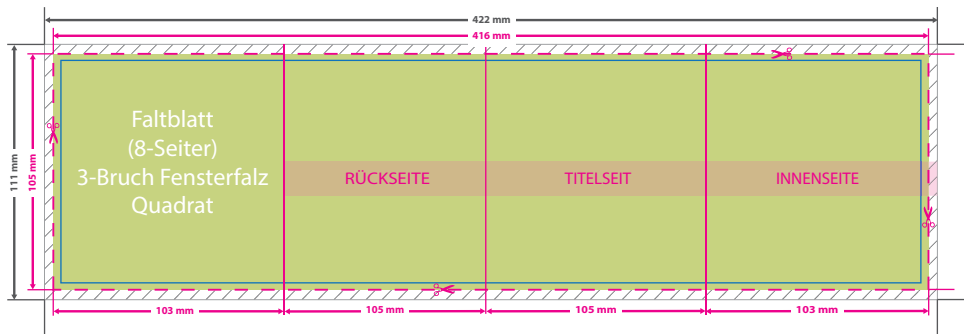 422 mm
416 mm
111 mm
105 mm
Faltblatt
(8-Seiter)
3-Bruch Fensterfalz
Quadrat
RÜCKSEITE
TITELSEIT
INNENSEITE
103 mm
105 mm
105 mm
103 mm